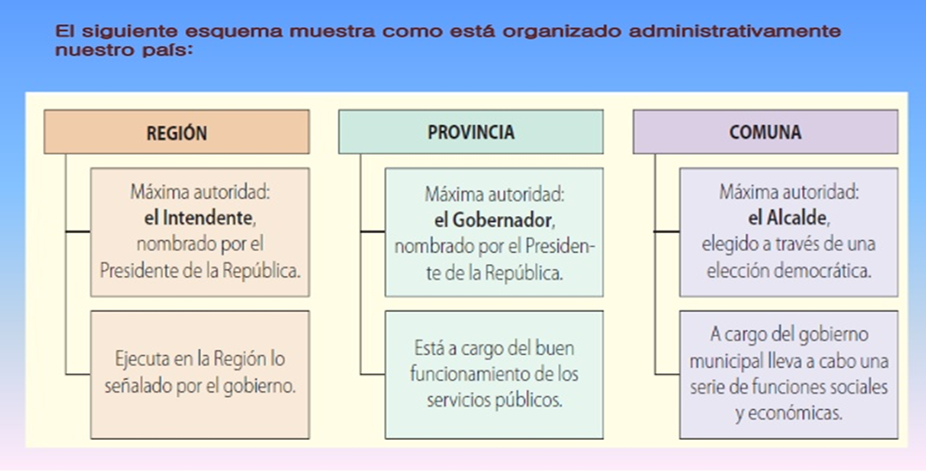 El siguiente esquema muestra como está organizado administrativamente
nuestro país:
REGIÓN
Máxima autoridad:
el Intendente,
nombrado por el
Presidente de la República.
Ejecuta en la Región lo
señalado por el gobierno.
PROVINCIA
Máxima autoridad:
el Gobernador,
nombrado por el Presiden-
te de la República.
Está a cargo del buen
funcionamiento de los
servicios públicos.
COMUNA
Máxima autoridad:
el Alcalde,
elegido a través de una
elección democrática.
A cargo del gobierno
municipal lleva a cabo una
serie de funciones sociales
y económicas.